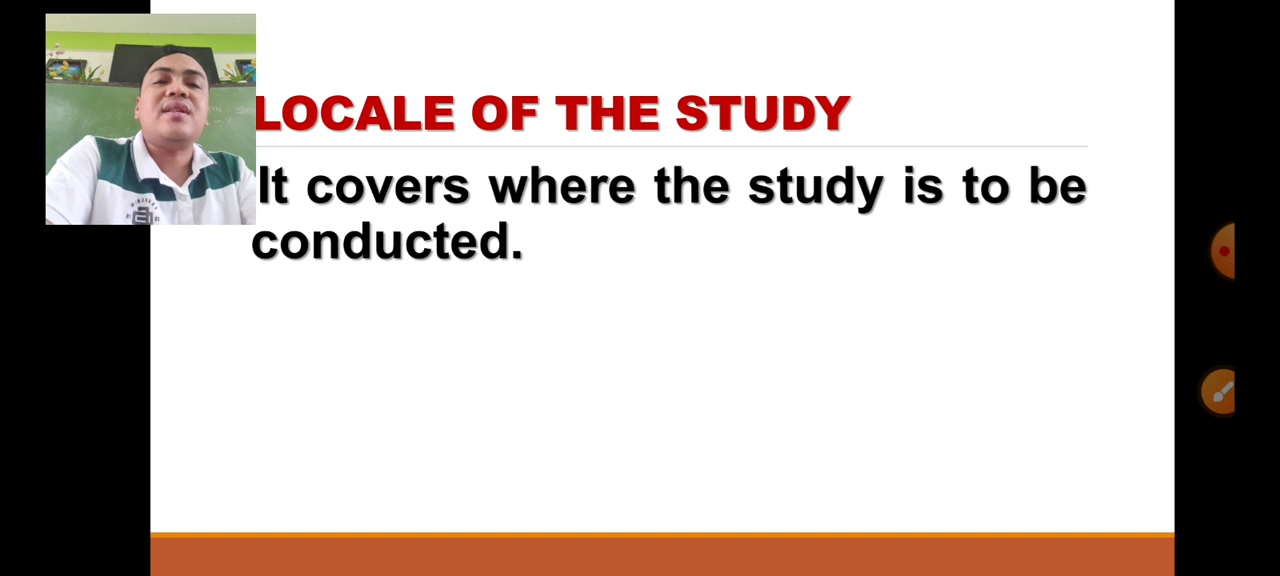 LOCALE OF THE STUDY
It covers where the study is to be
conducted.